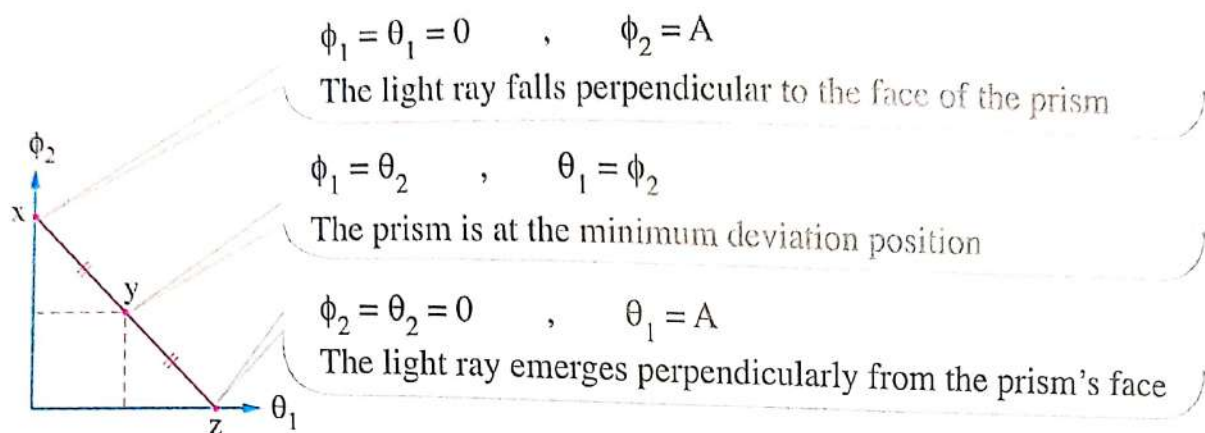 ϕ₁ = θ₁ = 0 , ϕ₂ = A
The light ray falls perpendicular to the face of the prism
ϕ₂
x
ϕ₁ = θ₂ , θ₁ = ϕ₂
The prism is at the minimum deviation position
y
ϕ₂ = θ₂ = 0 , θ₁ = A
The light ray emerges perpendicularly from the prism's face
z
θ₁